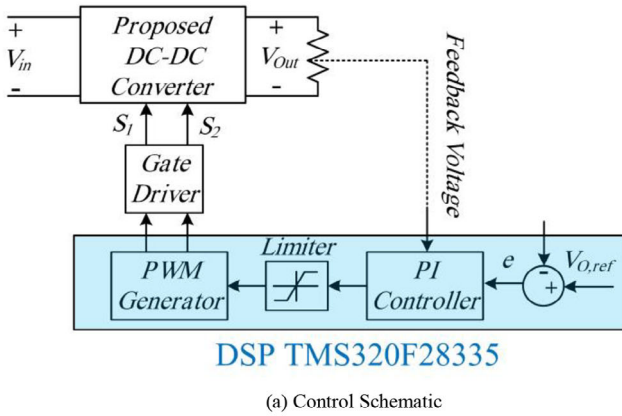 +
V_in
-
Proposed
DC-DC
Converter
+
V_Out
-
Feedback Voltage
S_1
S_2
Gate
Driver
PWM
Generator
Limiter
PI
Controller
e
-
+
V_O,ref
DSP TMS320F28335
(a) Control Schematic